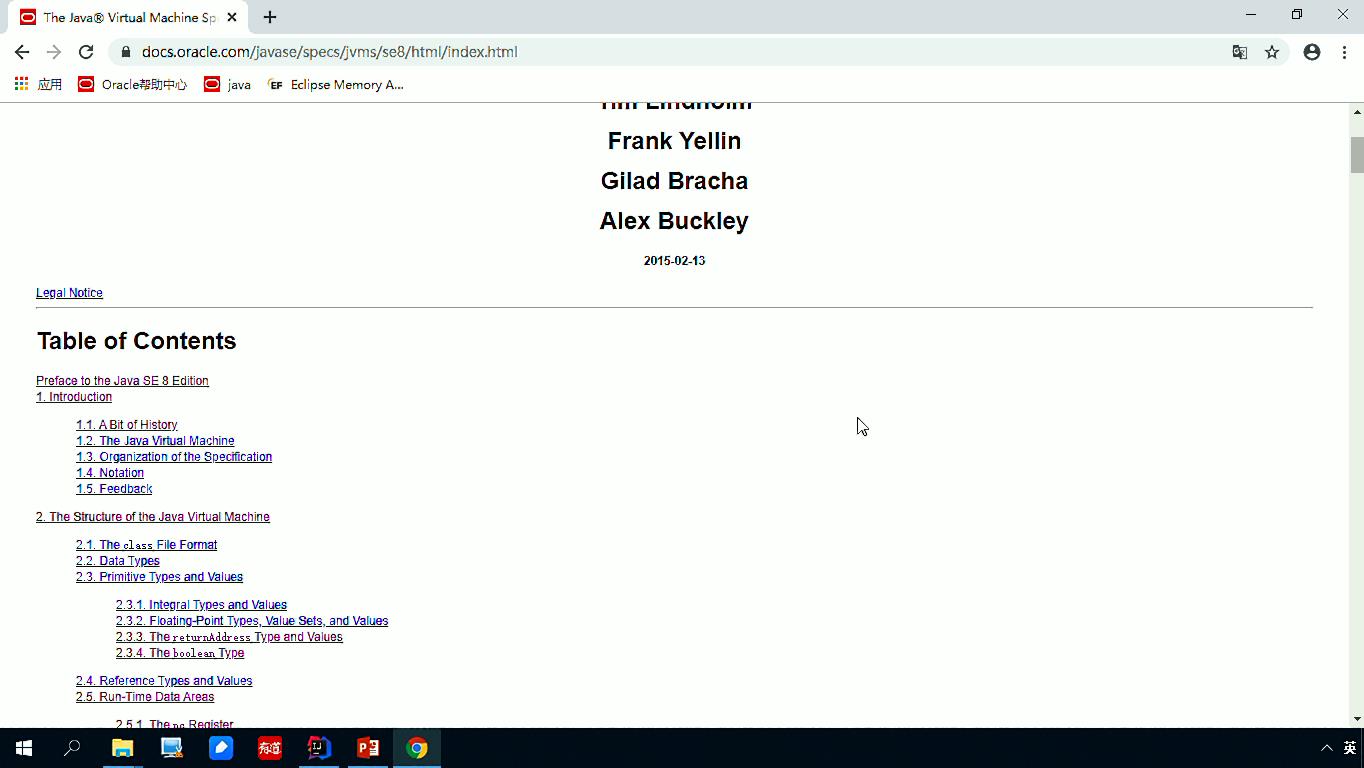 The Java® Virtual Machine Sp
docs.oracle.com/javase/specs/jvms/se8/html/index.html
应用
Oracle帮助中心
java
EF
Eclipse Memory A...
Tim Lindholm
Frank Yellin
Gilad Bracha
Alex Buckley
2015-02-13
Legal Notice
Table of Contents
Preface to the Java SE 8 Edition
1. Introduction
1.1. A Bit of History
1.2. The Java Virtual Machine
1.3. Organization of the Specification
1.4. Notation
1.5. Feedback
2. The Structure of the Java Virtual Machine
2.1. The class File Format
2.2. Data Types
2.3. Primitive Types and Values
2.3.1. Integral Types and Values
2.3.2. Floating-Point Types, Value Sets, and Values
2.3.3. The returnAddress Type and Values
2.3.4. The boolean Type
2.4. Reference Types and Values
2.5. Run-Time Data Areas
2.5.1. The pc Register
有道
IJ
P
英